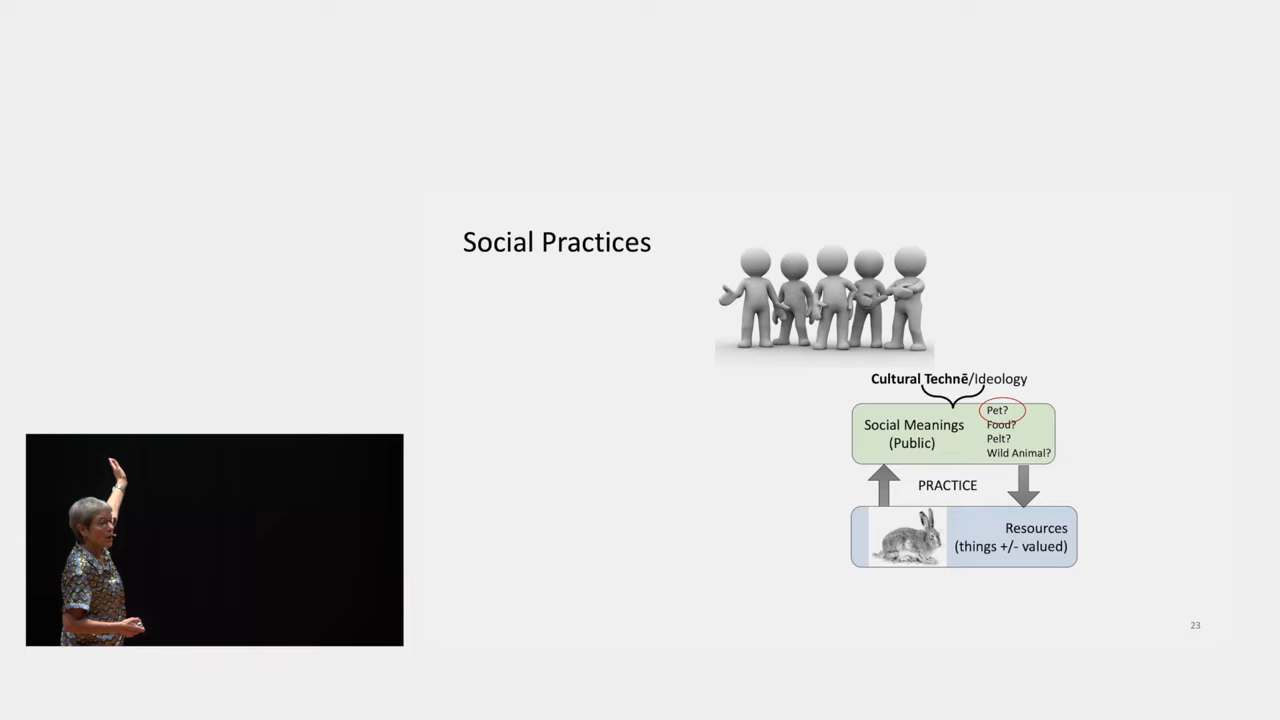 Social Practices
Cultural Technē/Ideology
Social Meanings
(Public)
Pet?
Food?
Pelt?
Wild Animal?
PRACTICE
Resources
(things +/- valued)
23